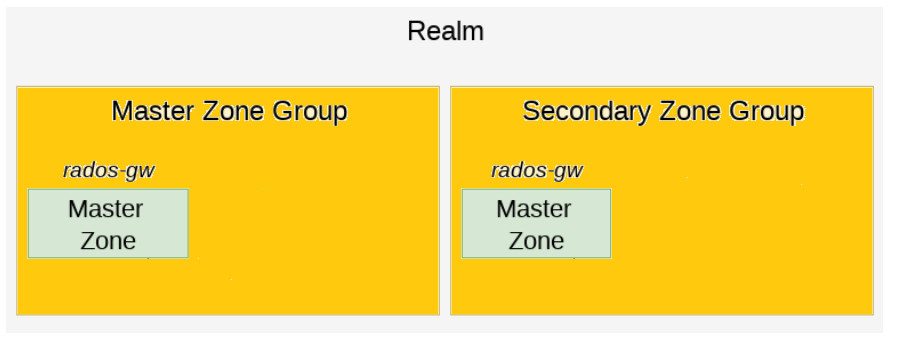 Realm
Master Zone Group
Secondary Zone Group
rados-gw
Master
Zone
rados-gw
Master
Zone